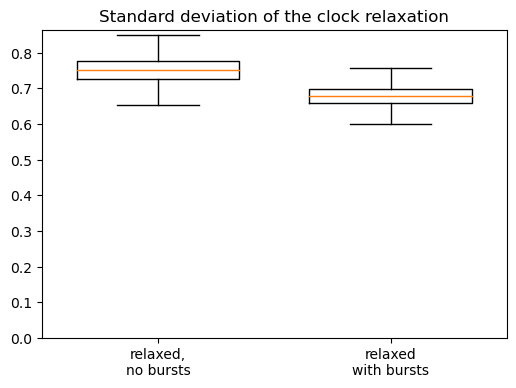 Standard deviation of the clock relaxation
0.8
0.7
0.6
0.5
0.4
0.3
0.2
0.1
0.0
relaxed,
no bursts
relaxed
with bursts